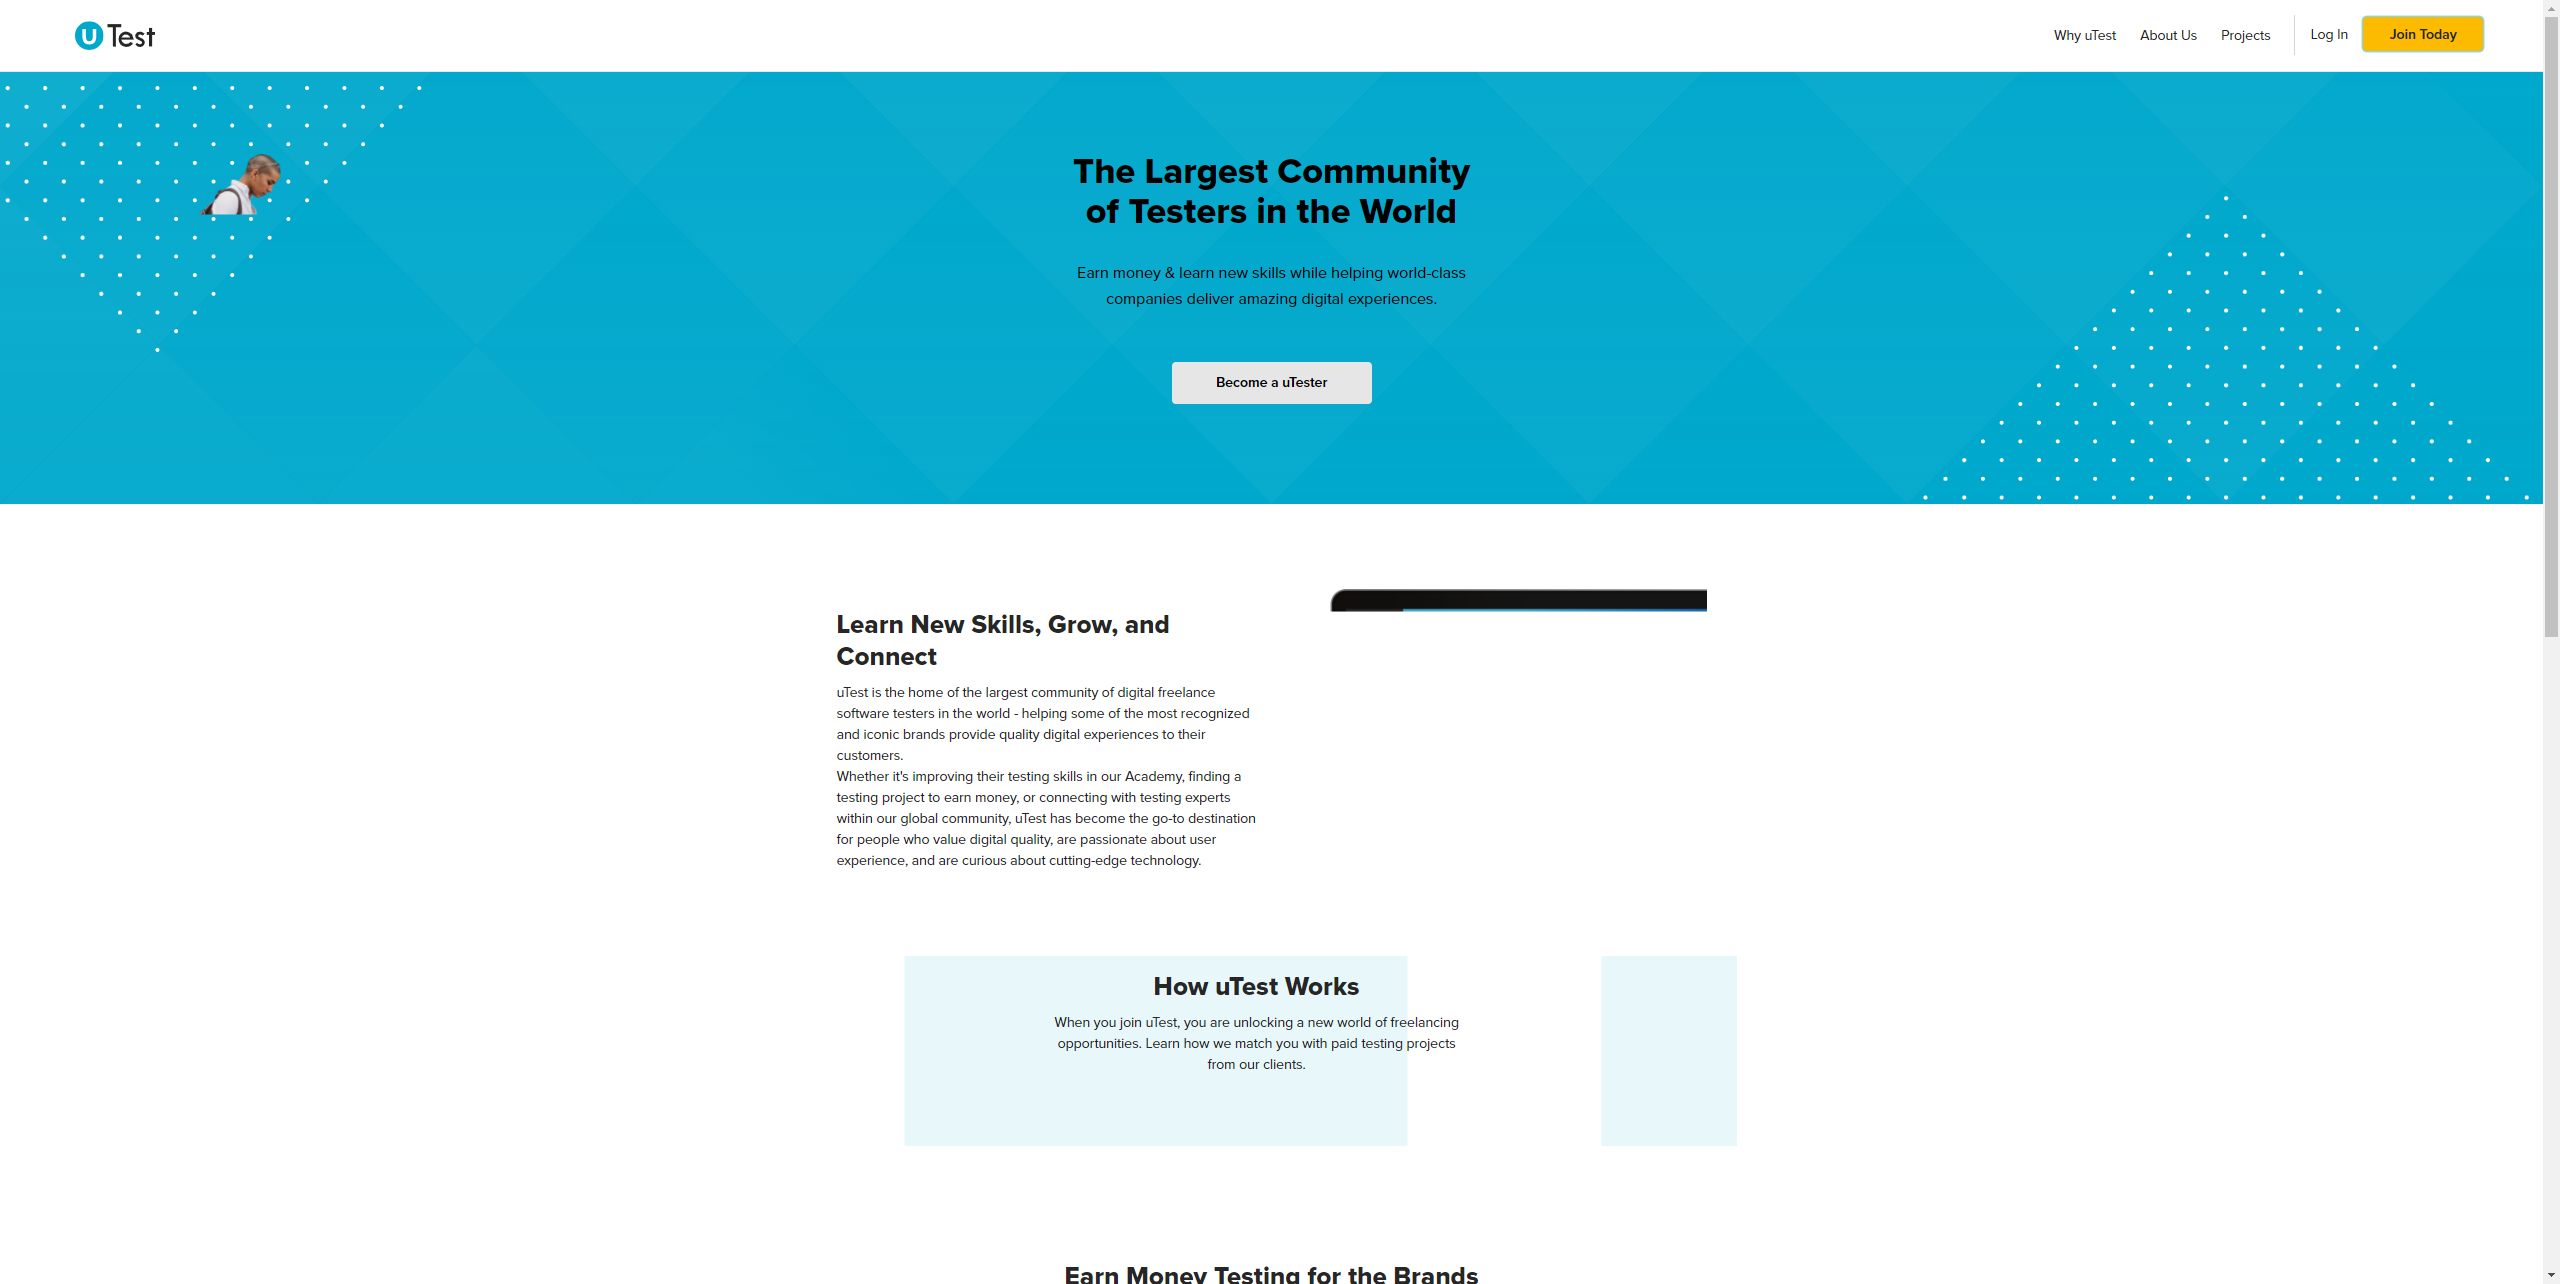 uTest
Why uTest
About Us
Projects
Log In
Join Today
The Largest Community
of Testers in the World
Earn money & learn new skills while helping world-class
companies deliver amazing digital experiences.
Become a uTester
Learn New Skills, Grow, and
Connect
uTest is the home of the largest community of digital freelance
software testers in the world - helping some of the most recognized
and iconic brands provide quality digital experiences to their
customers.
Whether it's improving their testing skills in our Academy, finding a
testing project to earn money, or connecting with testing experts
within our global community, uTest has become the go-to destination
for people who value digital quality, are passionate about user
experience, and are curious about cutting-edge technology.
How uTest Works
When you join uTest, you are unlocking a new world of freelancing
opportunities. Learn how we match you with paid testing projects
from our clients.
Earn Money Testing for the Brands